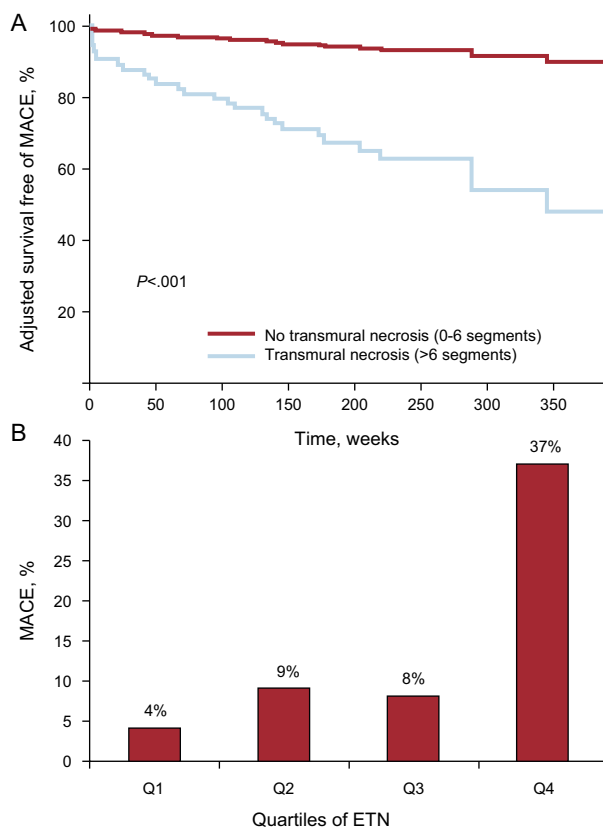 A
Adjusted survival free of MACE, %
100
80
60
40
20
P<.001
No transmural necrosis (0-6 segments)
Transmural necrosis (>6 segments)
0
50
100
150
200
250
300
350
Time, weeks
B
MACE, %
40
35
30
25
20
15
10
5
0
4%
9%
8%
37%
Q1
Q2
Q3
Q4
Quartiles of ETN